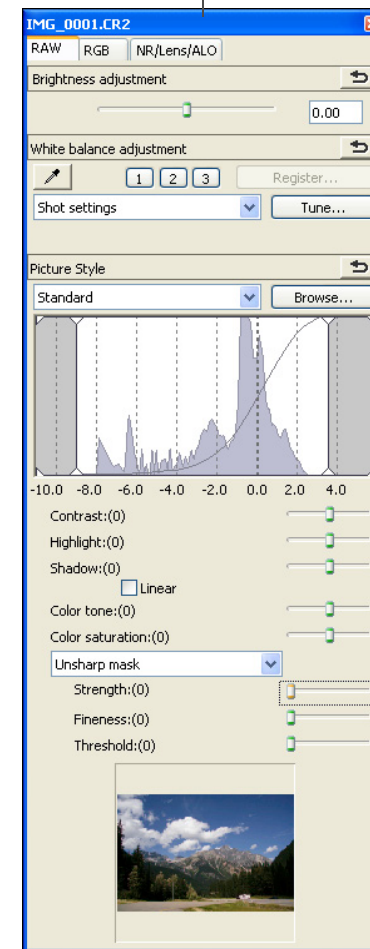 IMG_0001.CR2
RAW RGB NR/Lens/ALO
Brightness adjustment
0.00
White balance adjustment
1 2 3 Register...
Shot settings Tune...
Picture Style
Standard Browse...
-10.0 -8.0 -6.0 -4.0 -2.0 0.0 2.0 4.0
Contrast:(0)
Highlight:(0)
Shadow:(0)
Linear
Color tone:(0)
Color saturation:(0)
Unsharp mask
Strength:(0)
Fineness:(0)
Threshold:(0)